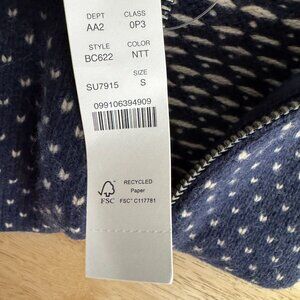 DEPT CLASS
AA2 0P3
STYLE COLOR
BC622 NTT
SIZE
SU7915 S
099106394909
FSC
RECYCLED
Paper
FSC® C117781